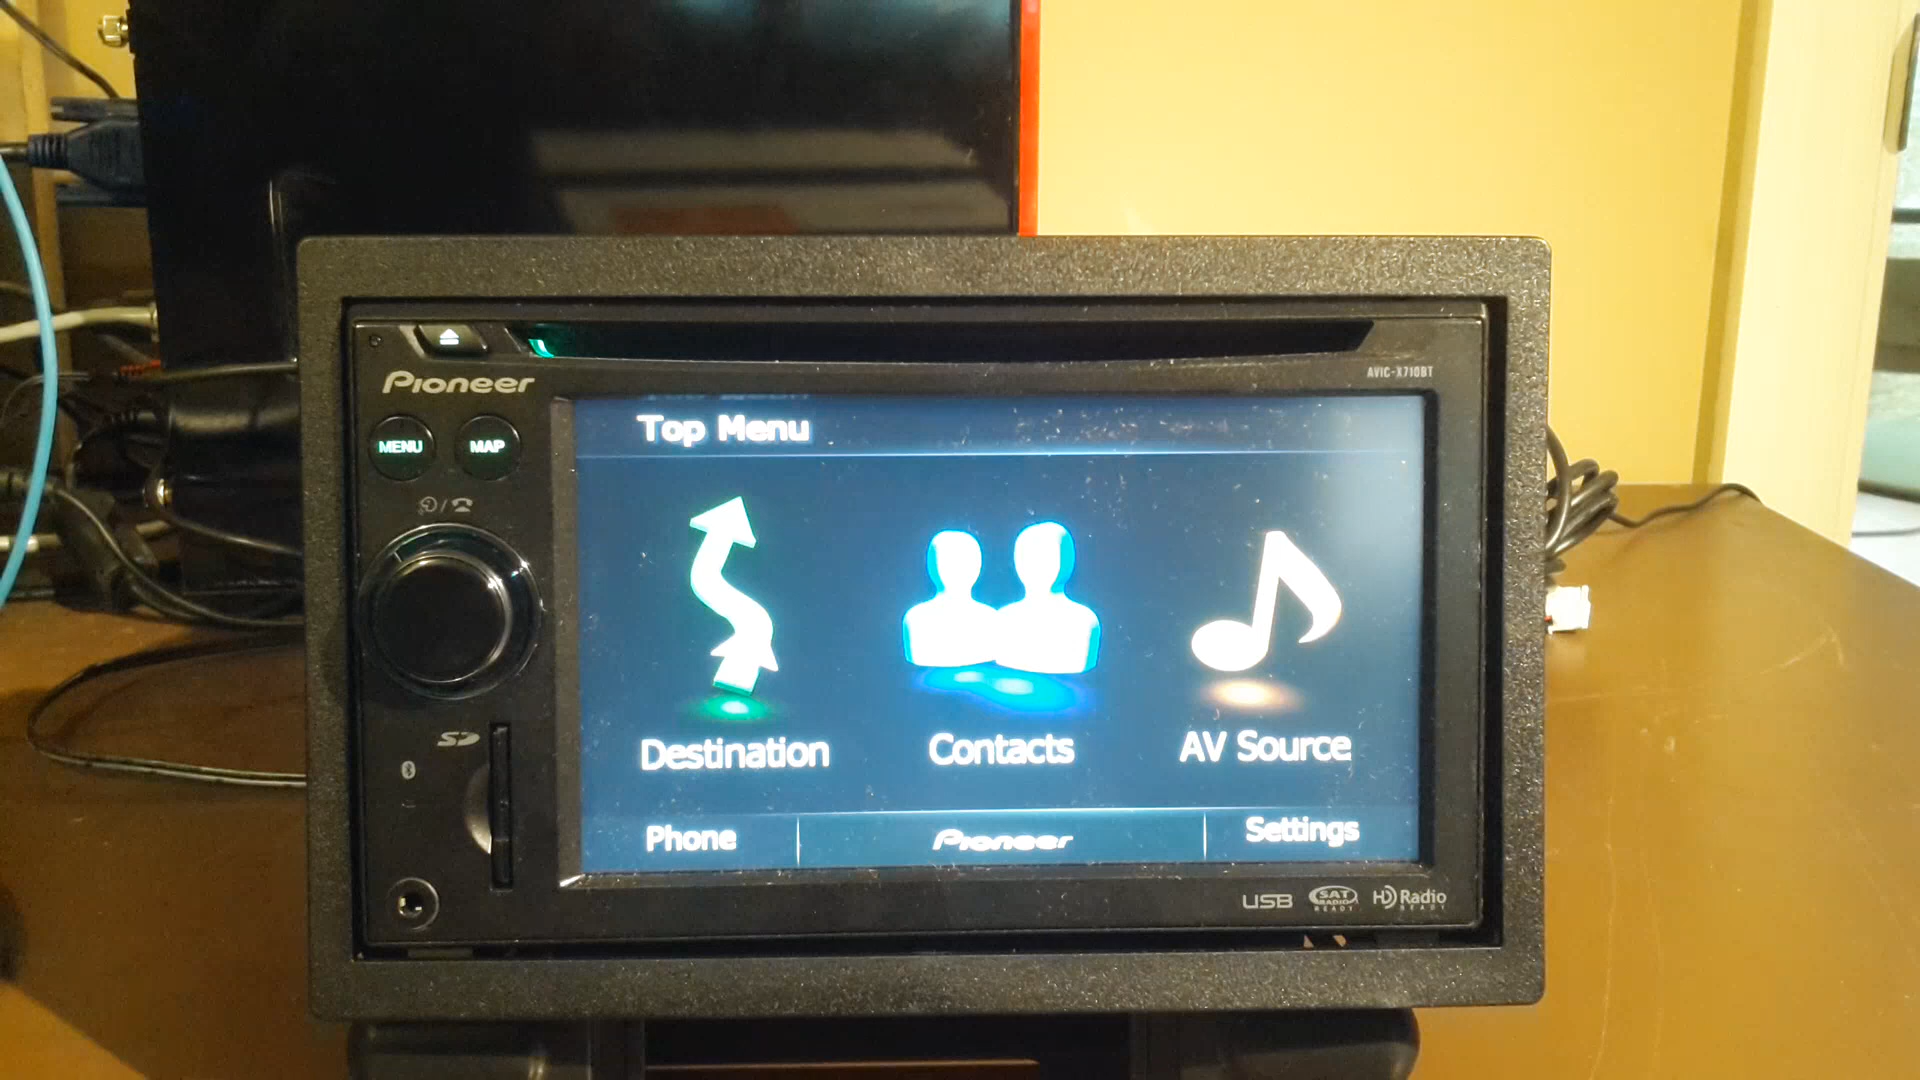 Pioneer
AVIC-X710BT
MENU
MAP
Top Menu
Destination
Contacts
AV Source
SD
Phone
Pioneer
Settings
USB
SAT
RADIO
READY
HD Radio
READY